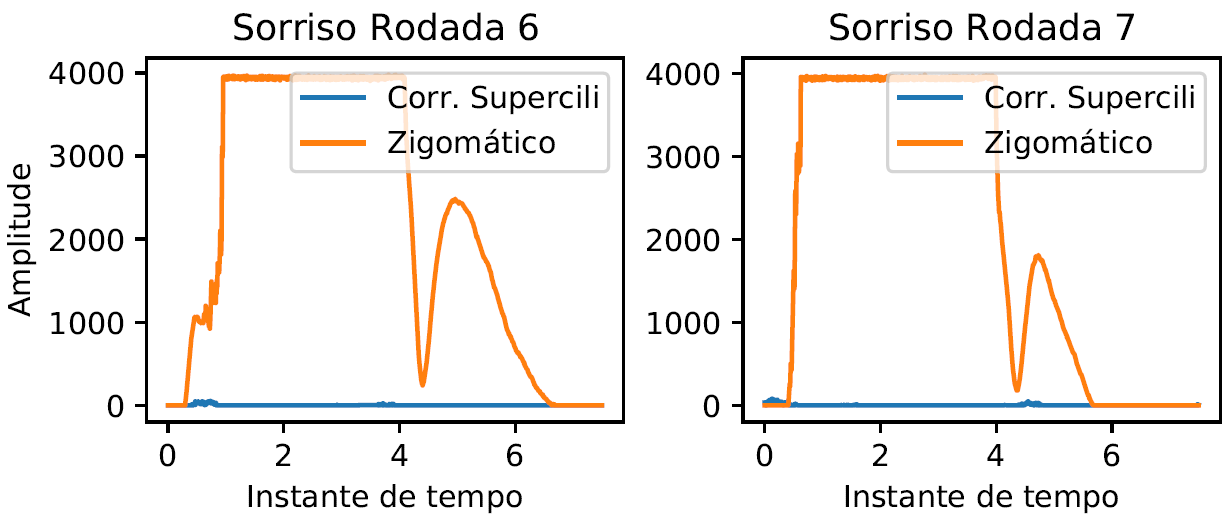 Sorriso Rodada 6
Amplitude
4000
3000
2000
1000
0
Corr. Supercili
Zigomático
0 2 4 6
Instante de tempo
Sorriso Rodada 7
4000
3000
2000
1000
0
Corr. Supercili
Zigomático
0 2 4 6
Instante de tempo